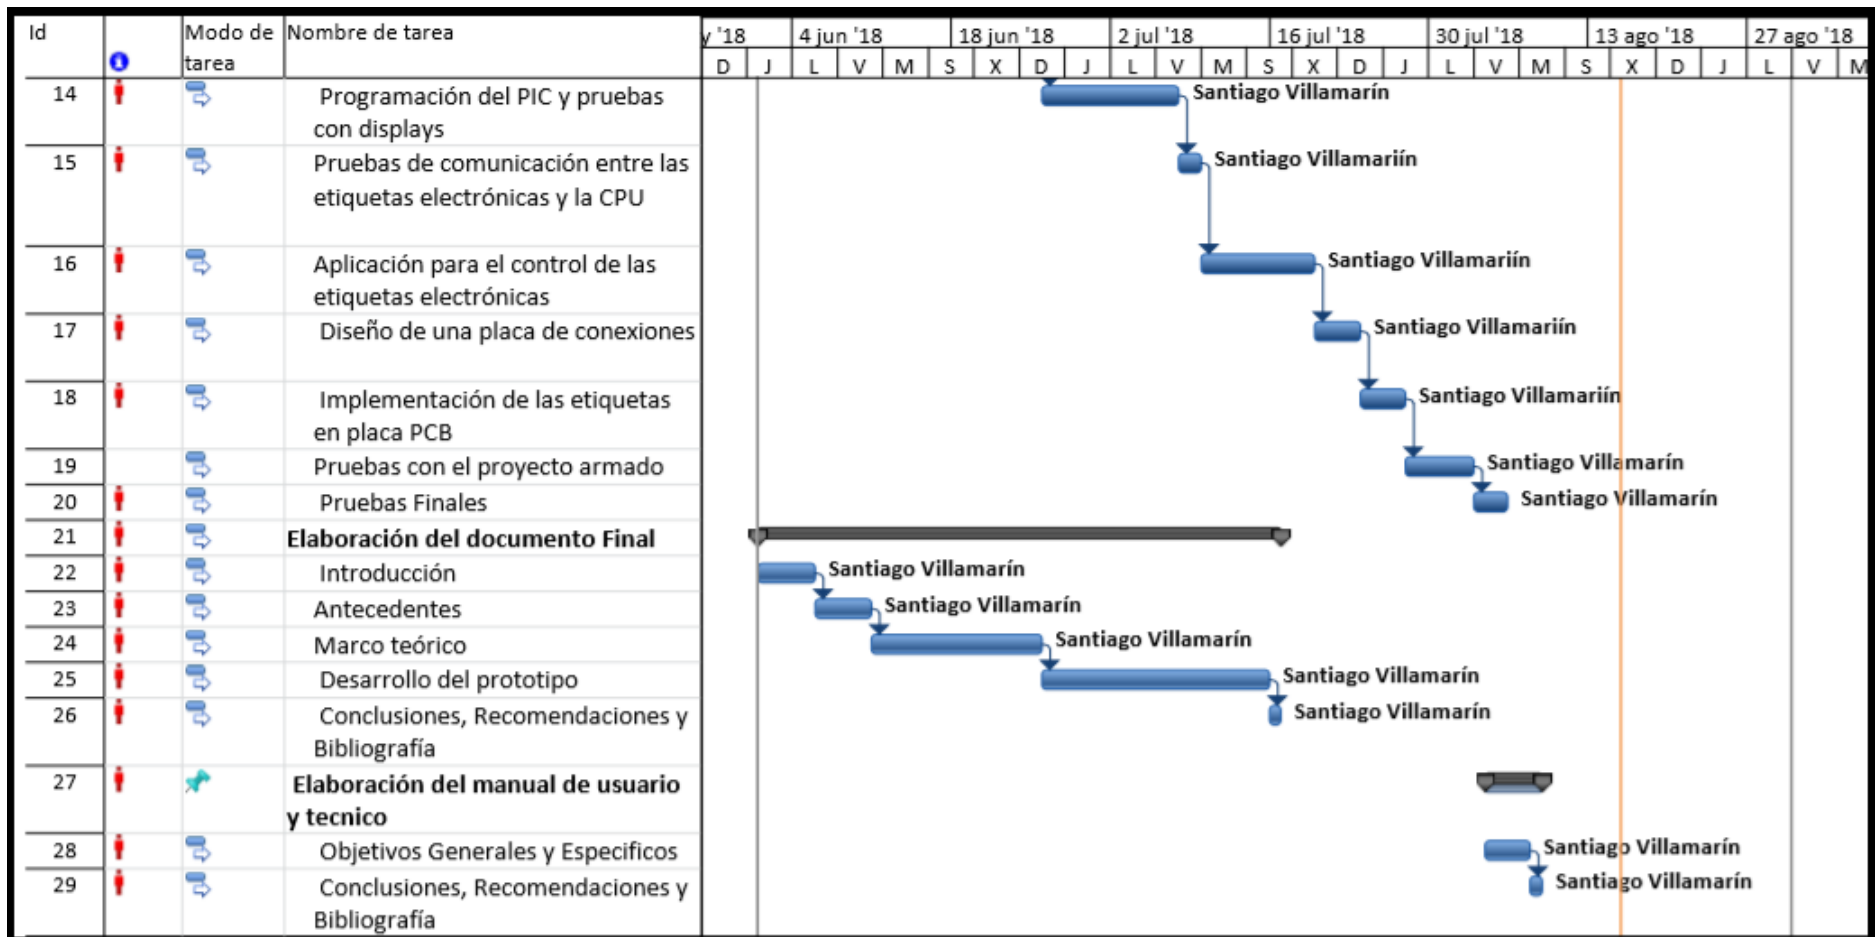 Id Modo de Nombre de tarea y '18 4 jun '18 18 jun '18 2 jul '18 16 jul '18 30 jul '18 13 ago '18 27 ago '18
tarea D J L V M S X D J L V M S X D J L V M S X D J L V M
14 Programación del PIC y pruebas Santiago Villamarín
con displays
15 Pruebas de comunicación entre las Santiago Villamariín
etiquetas electrónicas y la CPU
16 Aplicación para el control de las Santiago Villamariín
etiquetas electrónicas
17 Diseño de una placa de conexiones Santiago Villamariín
18 Implementación de las etiquetas Santiago Villamariín
en placa PCB
19 Pruebas con el proyecto armado Santiago Villamarín
20 Pruebas Finales Santiago Villamarín
21 Elaboración del documento Final
22 Introducción Santiago Villamarín
23 Antecedentes Santiago Villamarín
24 Marco teórico Santiago Villamarín
25 Desarrollo del prototipo Santiago Villamarín
26 Conclusiones, Recomendaciones y Santiago Villamarín
Bibliografía
27 Elaboración del manual de usuario
y tecnico
28 Objetivos Generales y Especificos Santiago Villamarín
29 Conclusiones, Recomendaciones y Santiago Villamarín
Bibliografía